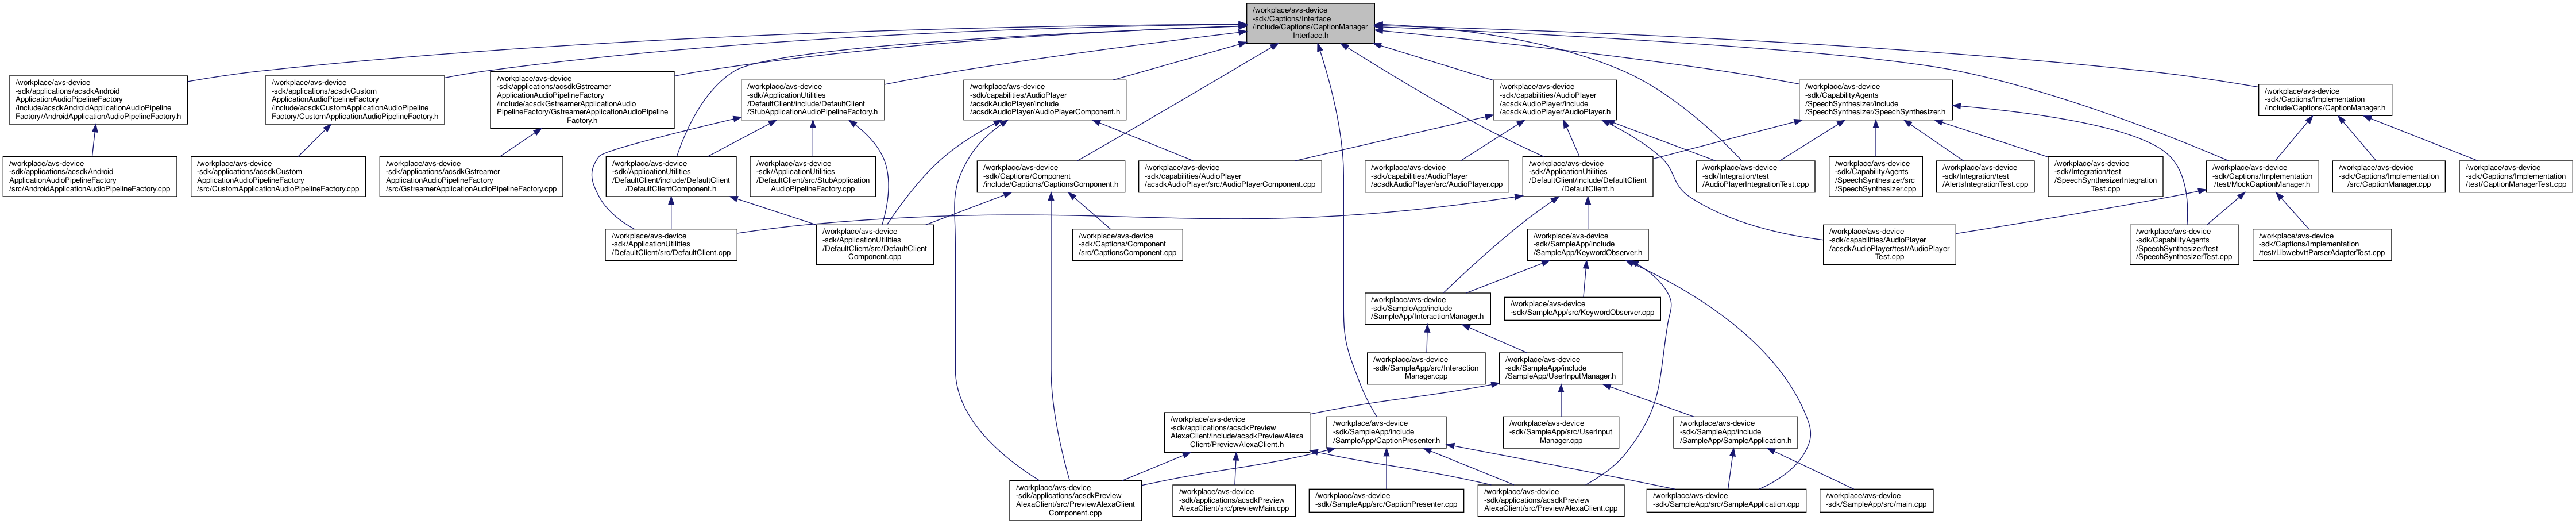 /workplace/avs-device
-sdk/Captions/Interface
/include/Captions/CaptionManager
Interface.h
/workplace/avs-device
-sdk/applications/acsdkAndroid
ApplicationAudioPipelineFactory
/include/acsdkAndroidApplicationAudioPipeline
Factory/AndroidApplicationAudioPipelineFactory.h
/workplace/avs-device
-sdk/applications/acsdkCustom
ApplicationAudioPipelineFactory
/include/acsdkCustomApplicationAudioPipeline
Factory/CustomApplicationAudioPipelineFactory.h
/workplace/avs-device
-sdk/applications/acsdkGstreamer
ApplicationAudioPipelineFactory
/include/acsdkGstreamerApplicationAudio
PipelineFactory/GstreamerApplicationAudioPipeline
Factory.h
/workplace/avs-device
-sdk/ApplicationUtilities
/DefaultClient/include/DefaultClient
/StubApplicationAudioPipelineFactory.h
/workplace/avs-device
-sdk/capabilities/AudioPlayer
/acsdkAudioPlayer/include
/acsdkAudioPlayer/AudioPlayerComponent.h
/workplace/avs-device
-sdk/capabilities/AudioPlayer
/acsdkAudioPlayer/include
/acsdkAudioPlayer/AudioPlayer.h
/workplace/avs-device
-sdk/CapabilityAgents
/SpeechSynthesizer/include
/SpeechSynthesizer/SpeechSynthesizer.h
/workplace/avs-device
-sdk/Captions/Implementation
/include/Captions/CaptionManager.h
/workplace/avs-device
-sdk/applications/acsdkAndroid
ApplicationAudioPipelineFactory
/src/AndroidApplicationAudioPipelineFactory.cpp
/workplace/avs-device
-sdk/applications/acsdkCustom
ApplicationAudioPipelineFactory
/src/CustomApplicationAudioPipelineFactory.cpp
/workplace/avs-device
-sdk/applications/acsdkGstreamer
ApplicationAudioPipelineFactory
/src/GstreamerApplicationAudioPipelineFactory.cpp
/workplace/avs-device
-sdk/ApplicationUtilities
/DefaultClient/include/DefaultClient
/DefaultClientComponent.h
/workplace/avs-device
-sdk/ApplicationUtilities
/DefaultClient/src/StubApplication
AudioPipelineFactory.cpp
/workplace/avs-device
-sdk/Captions/Component
/include/Captions/CaptionsComponent.h
/workplace/avs-device
-sdk/capabilities/AudioPlayer
/acsdkAudioPlayer/src/AudioPlayerComponent.cpp
/workplace/avs-device
-sdk/capabilities/AudioPlayer
/acsdkAudioPlayer/src/AudioPlayer.cpp
/workplace/avs-device
-sdk/ApplicationUtilities
/DefaultClient/include/DefaultClient
/DefaultClient.h
/workplace/avs-device
-sdk/Integration/test
/AudioPlayerIntegrationTest.cpp
/workplace/avs-device
-sdk/CapabilityAgents
/SpeechSynthesizer/src
/SpeechSynthesizer.cpp
/workplace/avs-device
-sdk/Integration/test
/AlertsIntegrationTest.cpp
/workplace/avs-device
-sdk/Integration/test
/SpeechSynthesizerIntegration
Test.cpp
/workplace/avs-device
-sdk/Captions/Implementation
/test/MockCaptionManager.h
/workplace/avs-device
-sdk/Captions/Implementation
/src/CaptionManager.cpp
/workplace/avs-device
-sdk/Captions/Implementation
/test/CaptionManagerTest.cpp
/workplace/avs-device
-sdk/ApplicationUtilities
/DefaultClient/src/DefaultClient.cpp
/workplace/avs-device
-sdk/ApplicationUtilities
/DefaultClient/src/DefaultClient
Component.cpp
/workplace/avs-device
-sdk/Captions/Component
/src/CaptionsComponent.cpp
/workplace/avs-device
-sdk/SampleApp/include
/SampleApp/KeywordObserver.h
/workplace/avs-device
-sdk/capabilities/AudioPlayer
/acsdkAudioPlayer/test/AudioPlayer
Test.cpp
/workplace/avs-device
-sdk/CapabilityAgents
/SpeechSynthesizer/test
/SpeechSynthesizerTest.cpp
/workplace/avs-device
-sdk/Captions/Implementation
/test/LibwebvttParserAdapterTest.cpp
/workplace/avs-device
-sdk/SampleApp/include
/SampleApp/InteractionManager.h
/workplace/avs-device
-sdk/SampleApp/src/KeywordObserver.cpp
/workplace/avs-device
-sdk/SampleApp/src/Interaction
Manager.cpp
/workplace/avs-device
-sdk/SampleApp/include
/SampleApp/UserInputManager.h
/workplace/avs-device
-sdk/applications/acsdkPreview
AlexaClient/include/acsdkPreviewAlexa
Client/PreviewAlexaClient.h
/workplace/avs-device
-sdk/SampleApp/include
/SampleApp/CaptionPresenter.h
/workplace/avs-device
-sdk/SampleApp/src/UserInput
Manager.cpp
/workplace/avs-device
-sdk/SampleApp/include
/SampleApp/SampleApplication.h
/workplace/avs-device
-sdk/applications/acsdkPreview
AlexaClient/src/PreviewAlexaClient
Component.cpp
/workplace/avs-device
-sdk/applications/acsdkPreview
AlexaClient/src/previewMain.cpp
/workplace/avs-device
-sdk/SampleApp/src/CaptionPresenter.cpp
/workplace/avs-device
-sdk/applications/acsdkPreview
AlexaClient/src/PreviewAlexaClient.cpp
/workplace/avs-device
-sdk/SampleApp/src/SampleApplication.cpp
/workplace/avs-device
-sdk/SampleApp/src/main.cpp